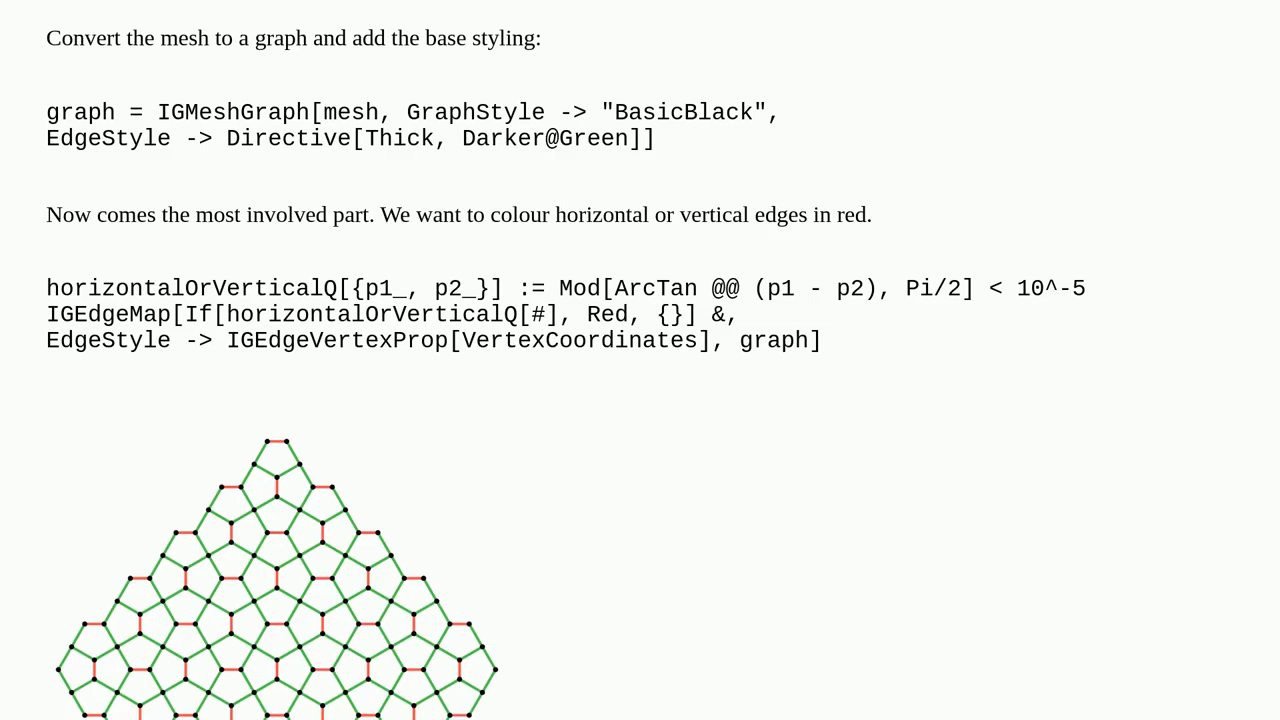 Convert the mesh to a graph and add the base styling:
graph = IGMeshGraph[mesh, GraphStyle -> "BasicBlack",
EdgeStyle -> Directive[Thick, Darker@Green]]
Now comes the most involved part. We want to colour horizontal or vertical edges in red.
horizontalOrVerticalQ[{p1_, p2_}] := Mod[ArcTan @@ (p1 - p2), Pi/2] < 10^-5
IGEdgeMap[If[horizontalOrVerticalQ[#], Red, {}] &,
EdgeStyle -> IGEdgeVertexProp[VertexCoordinates], graph]